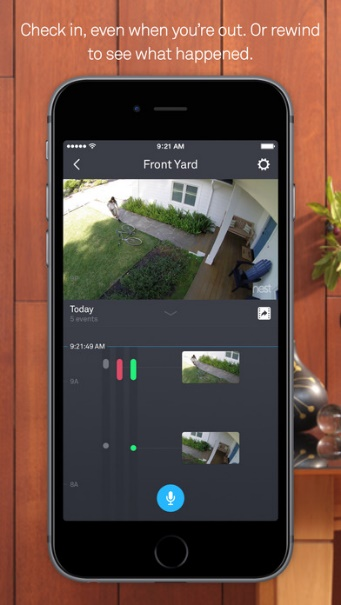 Check in, even when you're out. Or rewind
to see what happened.
9:21 AM
Front Yard
nest
Today
5 events
9:21:49 AM
9A
8A